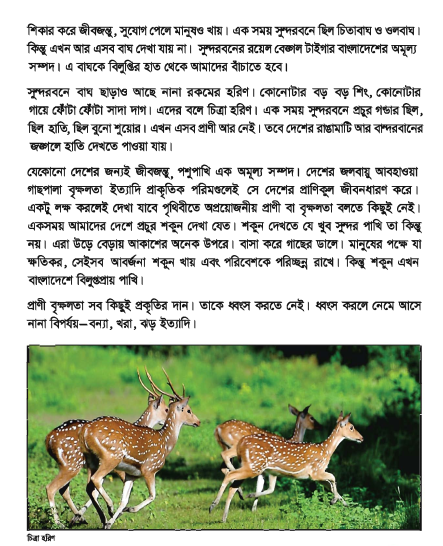 শিকার করে জীবজন্তু, সুযোগ পেলে মানুষও খায়। এক সময় সুন্দরবনে ছিল চিতাবাঘ ও ওলবাঘ।
কিন্তু এখন আর এসব বাঘ দেখা যায় না। সুন্দরবনের রয়েল বেঙ্গল টাইগার বাংলাদেশের অমূল্য
সম্পদ। এ বাঘকে বিলুপ্তির হাত থেকে আমাদের বাঁচাতে হবে।
সুন্দরবনে বাঘ ছাড়াও আছে নানা রকমের হরিণ। কোনোটার বড় বড় শিং, কোনোটার
গায়ে ফোঁটা ফোঁটা সাদা দাগ। এদের বলে চিত্রা হরিণ। এক সময় সুন্দরবনে প্রচুর গন্ডার ছিল,
ছিল হাতি, ছিল বুনো শুয়োর। এখন এসব প্রাণী আর নেই। তবে দেশের রাঙামাটি আর বান্দরবানের
জঙ্গলে হাতি দেখতে পাওয়া যায়।
যেকোনো দেশের জন্যই জীবজন্তু, পশুপাখি এক অমূল্য সম্পদ। দেশের জলবায়ু আবহাওয়া
গাছপালা বৃক্ষলতা ইত্যাদি প্রাকৃতিক পরিমণ্ডলেই সে দেশের প্রাণিকুল জীবনধারণ করে।
একটু লক্ষ করলেই দেখা যাবে পৃথিবীতে অপ্রয়োজনীয় প্রাণী বা বৃক্ষলতা বলতে কিছুই নেই।
একসময় আমাদের দেশে প্রচুর শকুন দেখা যেত। শকুন দেখতে যে খুব সুন্দর পাখি তা কিন্তু
নয়। এরা উড়ে বেড়ায় আকাশের অনেক উপরে। বাসা করে গাছের ডালে। মানুষের পক্ষে যা
ক্ষতিকর, সেইসব আবর্জনা শকুন খায় এবং পরিবেশকে পরিচ্ছন্ন রাখে। কিন্তু শকুন এখন
বাংলাদেশে বিলুপ্তপ্রায় পাখি।
প্রাণী বৃক্ষলতা সব কিছুই প্রকৃতির দান। তাকে ধ্বংস করতে নেই। ধ্বংস করলে নেমে আসে
নানা বিপর্যয়—বন্যা, খরা, ঝড় ইত্যাদি।
চিত্রা হরিণ